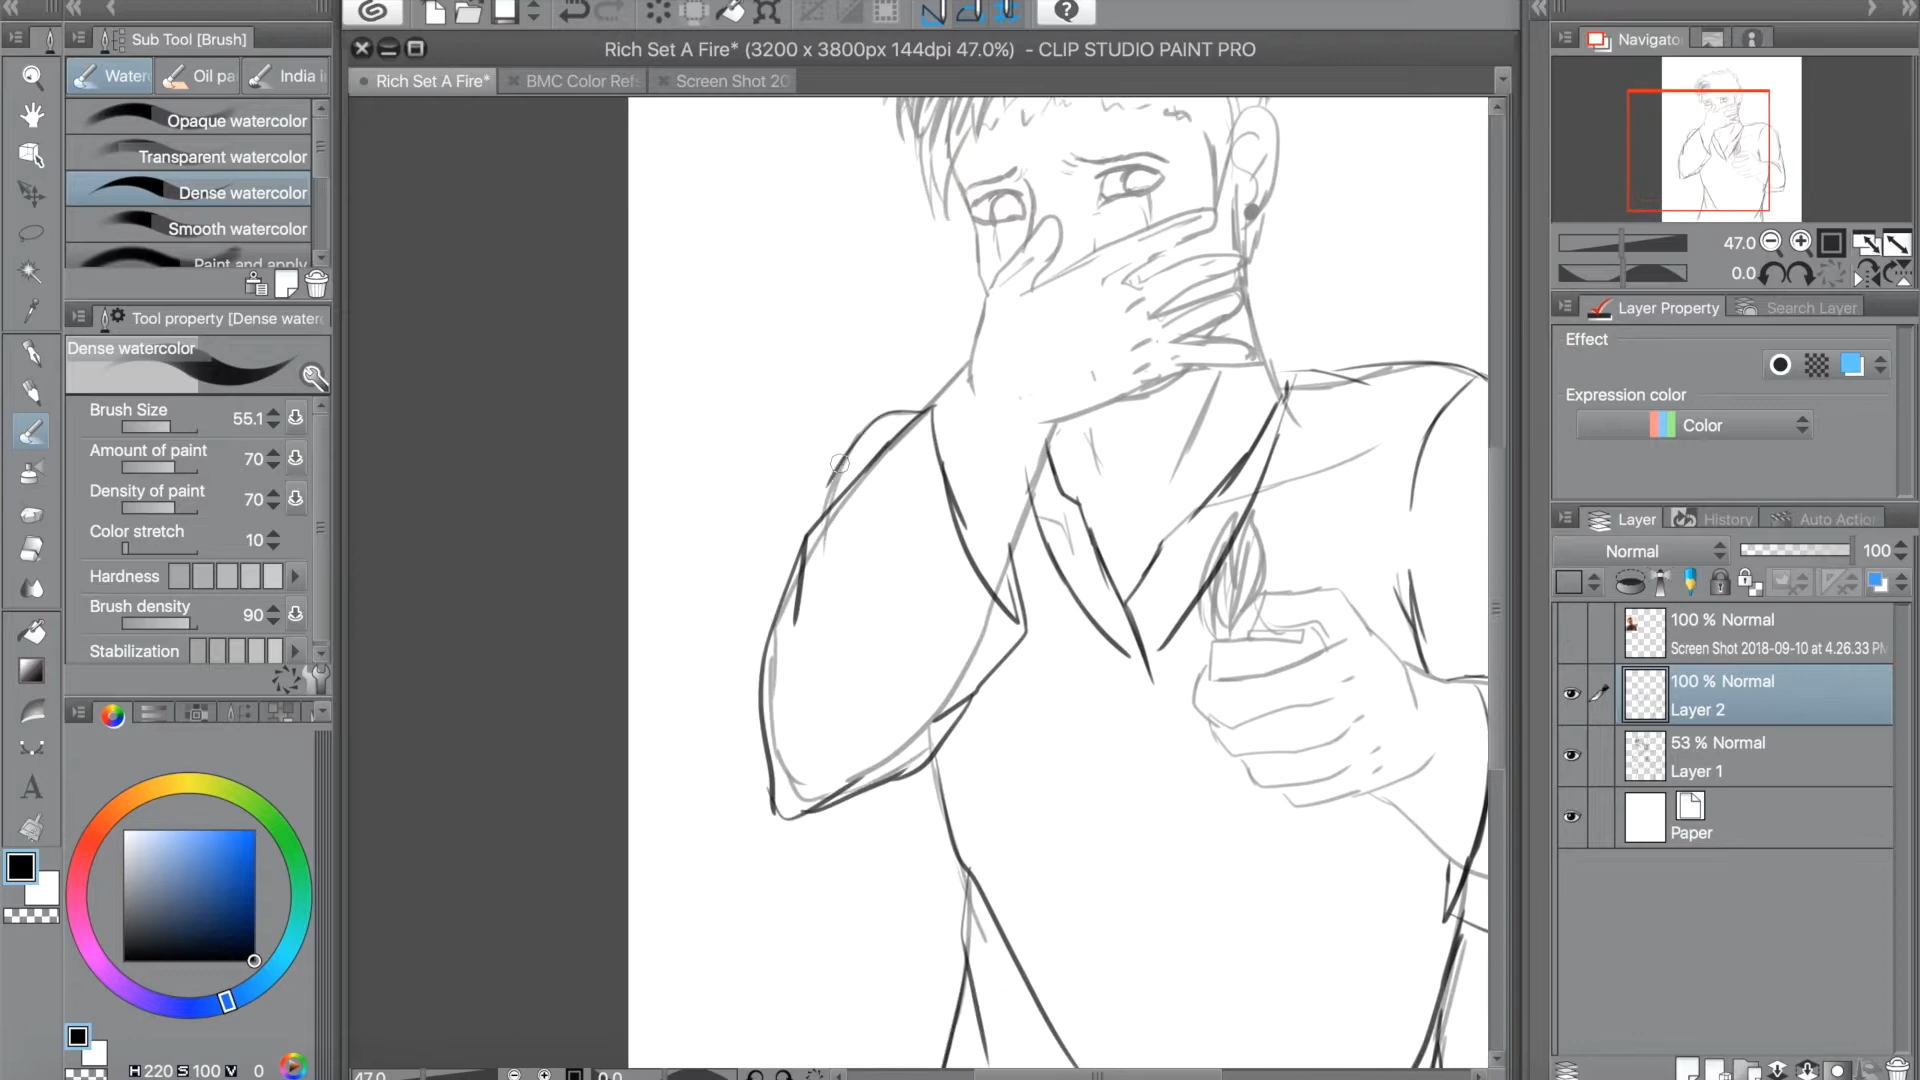 Sub Tool [Brush]
Water
Oil pa
India i
Opaque watercolor
Transparent watercolor
Dense watercolor
Smooth watercolor
Paint and apply
Tool property [Dense water
Dense watercolor
Brush Size 55.1
Amount of paint 70
Density of paint 70
Color stretch 10
Hardness
Brush density 90
Stabilization
H 220 S 100 V 0
Rich Set A Fire* (3200 x 3800px 144dpi 47.0%) - CLIP STUDIO PAINT PRO
Rich Set A Fire*
BMC Color Refs
Screen Shot 20
47.0
0.0
Navigato
47.0
0.0
Layer Property
Search Layer
Effect
Expression color
Color
Layer
History
Auto Actio
Normal
100
100 % Normal
Screen Shot 2018-09-10 at 4.26.33 PM
100 % Normal
Layer 2
53 % Normal
Layer 1
Paper
A